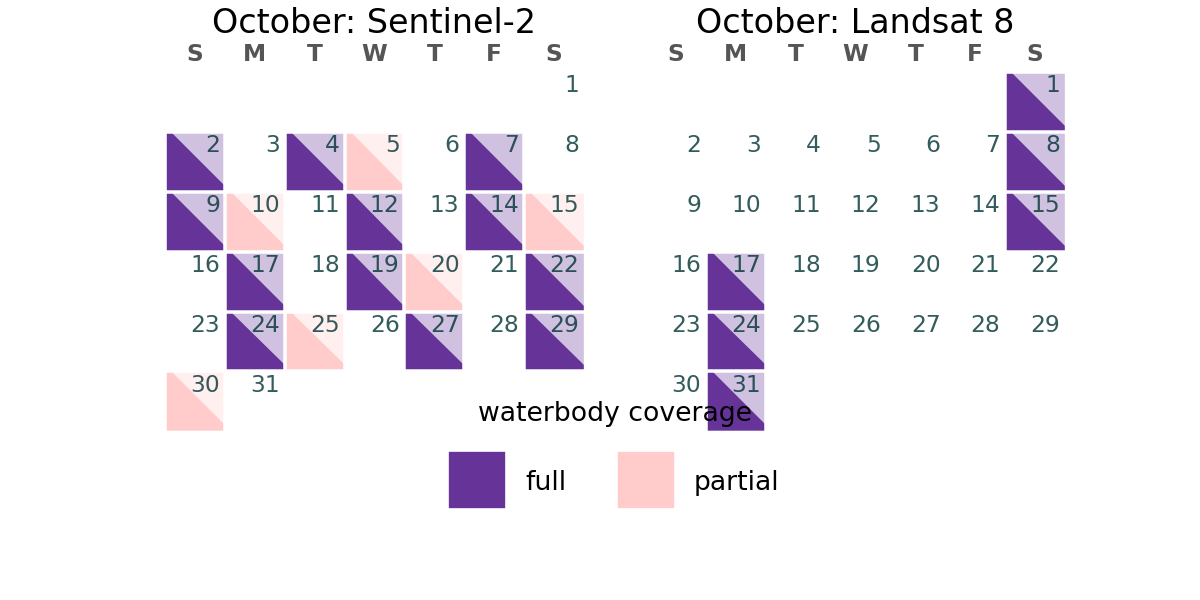 October: Sentinel-2
S M T W T F S
1
2 3 4 5 6 7 8
9 10 11 12 13 14 15
16 17 18 19 20 21 22
23 24 25 26 27 28 29
30 31
October: Landsat 8
S M T W T F S
1
2 3 4 5 6 7 8
9 10 11 12 13 14 15
16 17 18 19 20 21 22
23 24 25 26 27 28 29
30 31
waterbody coverage
full
partial